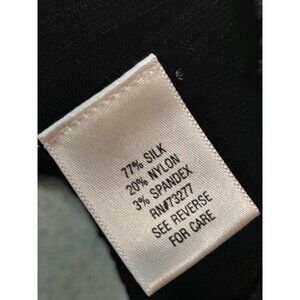 77% SILK
20% NYLON
3% SPANDEX
RN#73277
SEE REVERSE
FOR CARE